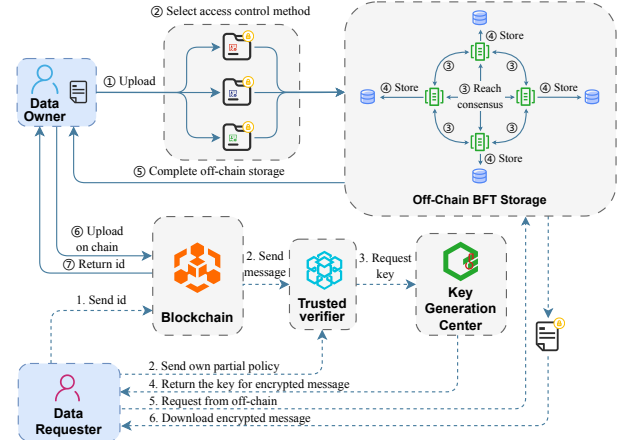 ② Select access control method
① Upload
Data
Owner
④ Store
③
③
④ Store
③ Reach
consensus
④ Store
③
③
④ Store
⑤ Complete off-chain storage
Off-Chain BFT Storage
⑥ Upload
on chain
⑦ Return id
2. Send
message
3. Request
key
1. Send id
Blockchain
Trusted
verifier
Key
Generation
Center
2. Send own partial policy
4. Return the key for encrypted message
5. Request from off-chain
6. Download encrypted message
Data
Requester